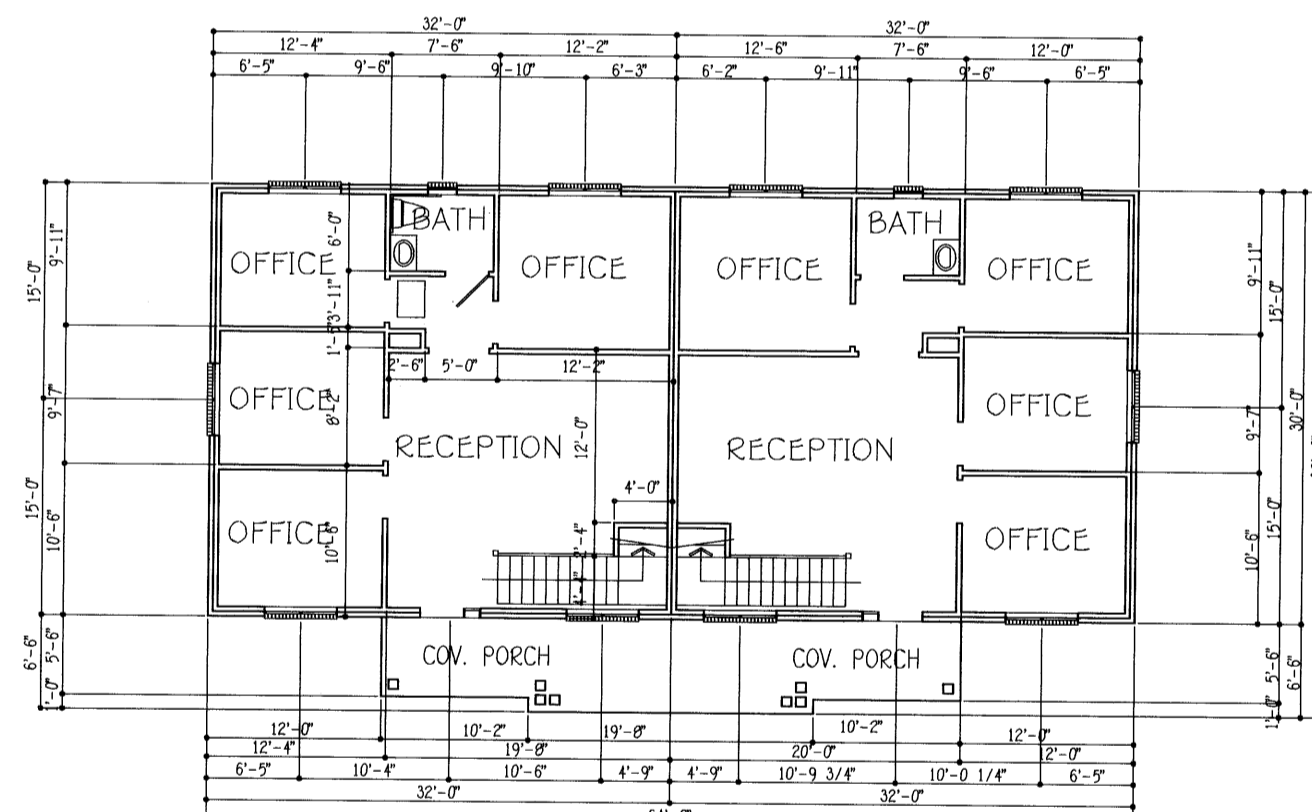 32'-0" 32'-0"
12'-4" 7'-6" 12'-2" 12'-6" 7'-6" 12'-0"
6'-5" 9'-6" 9'-10" 6'-3" 6'-2" 9'-11" 9'-6" 6'-5"
BATH BATH
6'-0"
OFFICE OFFICE OFFICE OFFICE
9'-11" 15'-0" 3'-11" 9'-11" 15'-0"
1'-5"
2'-6" 5'-0" 12'-2"
OFFICE OFFICE
9'-7" 8'-2" 9'-7" 30'-0"
RECEPTION RECEPTION
12'-0"
4'-0"
15'-0" 10'-6" 10'-6" 10'-6" 15'-0"
OFFICE OFFICE
4'-4"
COV. PORCH COV. PORCH
6'-6" 5'-6" 5'-6" 6'-6"
1'-0" 1'-0"
12'-0" 10'-2" 19'-8" 10'-2" 12'-0"
12'-4" 19'-8" 20'-0" 12'-0"
6'-5" 10'-4" 10'-6" 4'-9" 4'-9" 10'-9 3/4" 10'-0 1/4" 6'-5"
32'-0" 32'-0"